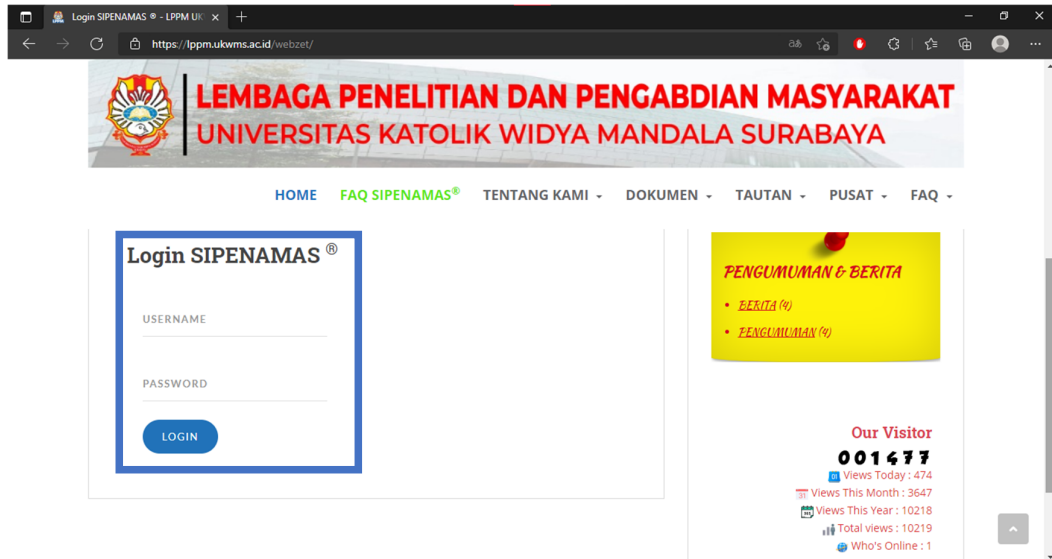 Login SIPENAMAS ® - LPPM UK
https://lppm.ukwms.ac.id/webzet/
LEMBAGA PENELITIAN DAN PENGABDIAN MASYARAKAT
UNIVERSITAS KATOLIK WIDYA MANDALA SURABAYA
HOME FAQ SIPENAMAS® TENTANG KAMI DOKUMEN TAUTAN PUSAT FAQ
Login SIPENAMAS ®
USERNAME
PASSWORD
LOGIN
PENGUMUMAN & BERITA
• BERITA (4)
• PENGUMUMAN (4)
Our Visitor
001477
Views Today : 474
Views This Month : 3647
Views This Year : 10218
Total views : 10219
Who's Online : 1